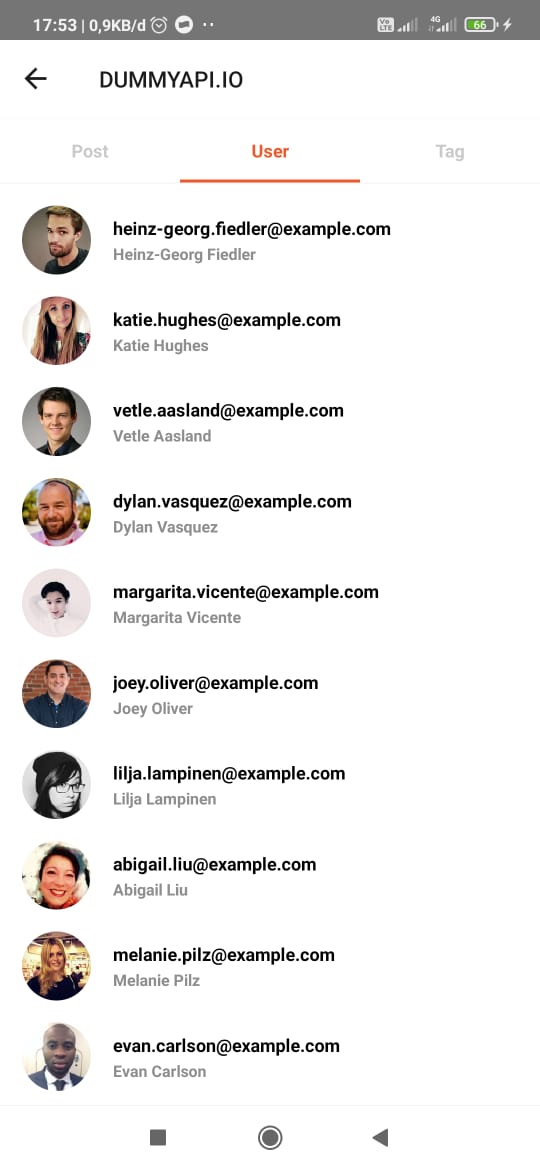 17:53 | 0,9KB/d
Vo LTE 4G 66
DUMMYAPI.IO
Post User Tag
heinz-georg.fiedler@example.com
Heinz-Georg Fiedler
katie.hughes@example.com
Katie Hughes
vetle.aasland@example.com
Vetle Aasland
dylan.vasquez@example.com
Dylan Vasquez
margarita.vicente@example.com
Margarita Vicente
joey.oliver@example.com
Joey Oliver
lilja.lampinen@example.com
Lilja Lampinen
abigail.liu@example.com
Abigail Liu
melanie.pilz@example.com
Melanie Pilz
evan.carlson@example.com
Evan Carlson